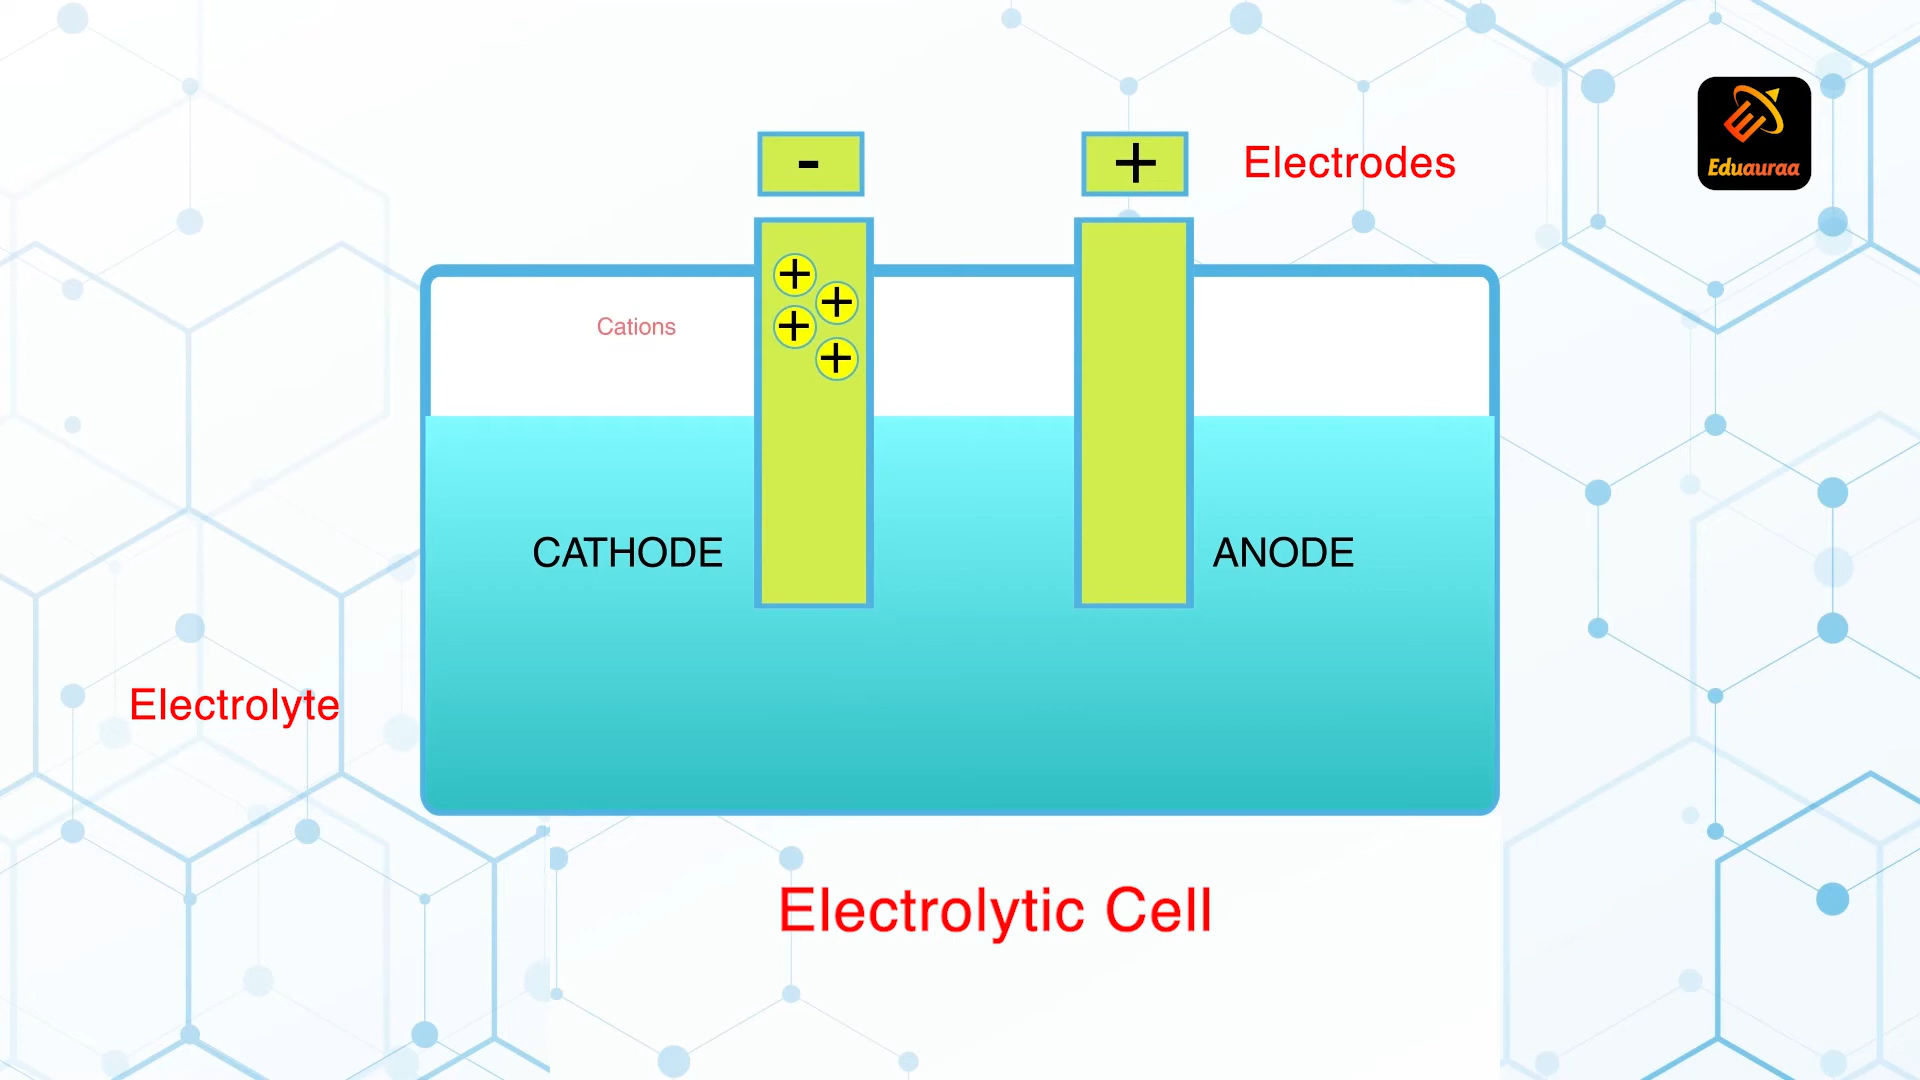 - +
Electrodes
Eduauraa
+
+
+
+
Cations
CATHODE
ANODE
Electrolyte
Electrolytic Cell